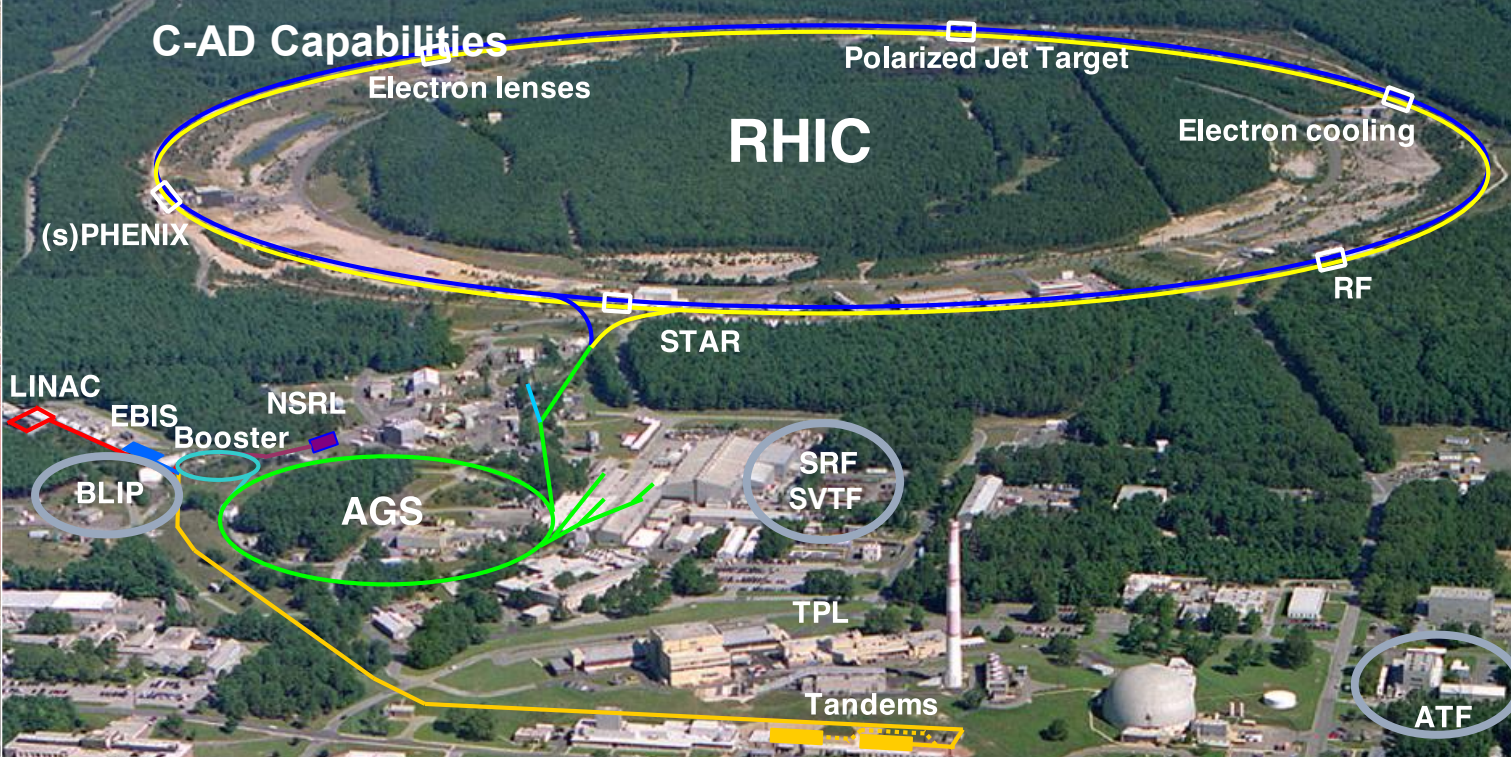 C-AD Capabilities
Polarized Jet Target
Electron lenses
Electron cooling
RHIC
(s)PHENIX
RF
STAR
LINAC
EBIS
NSRL
Booster
BLIP
AGS
SRF
SVTF
TPL
Tandems
ATF